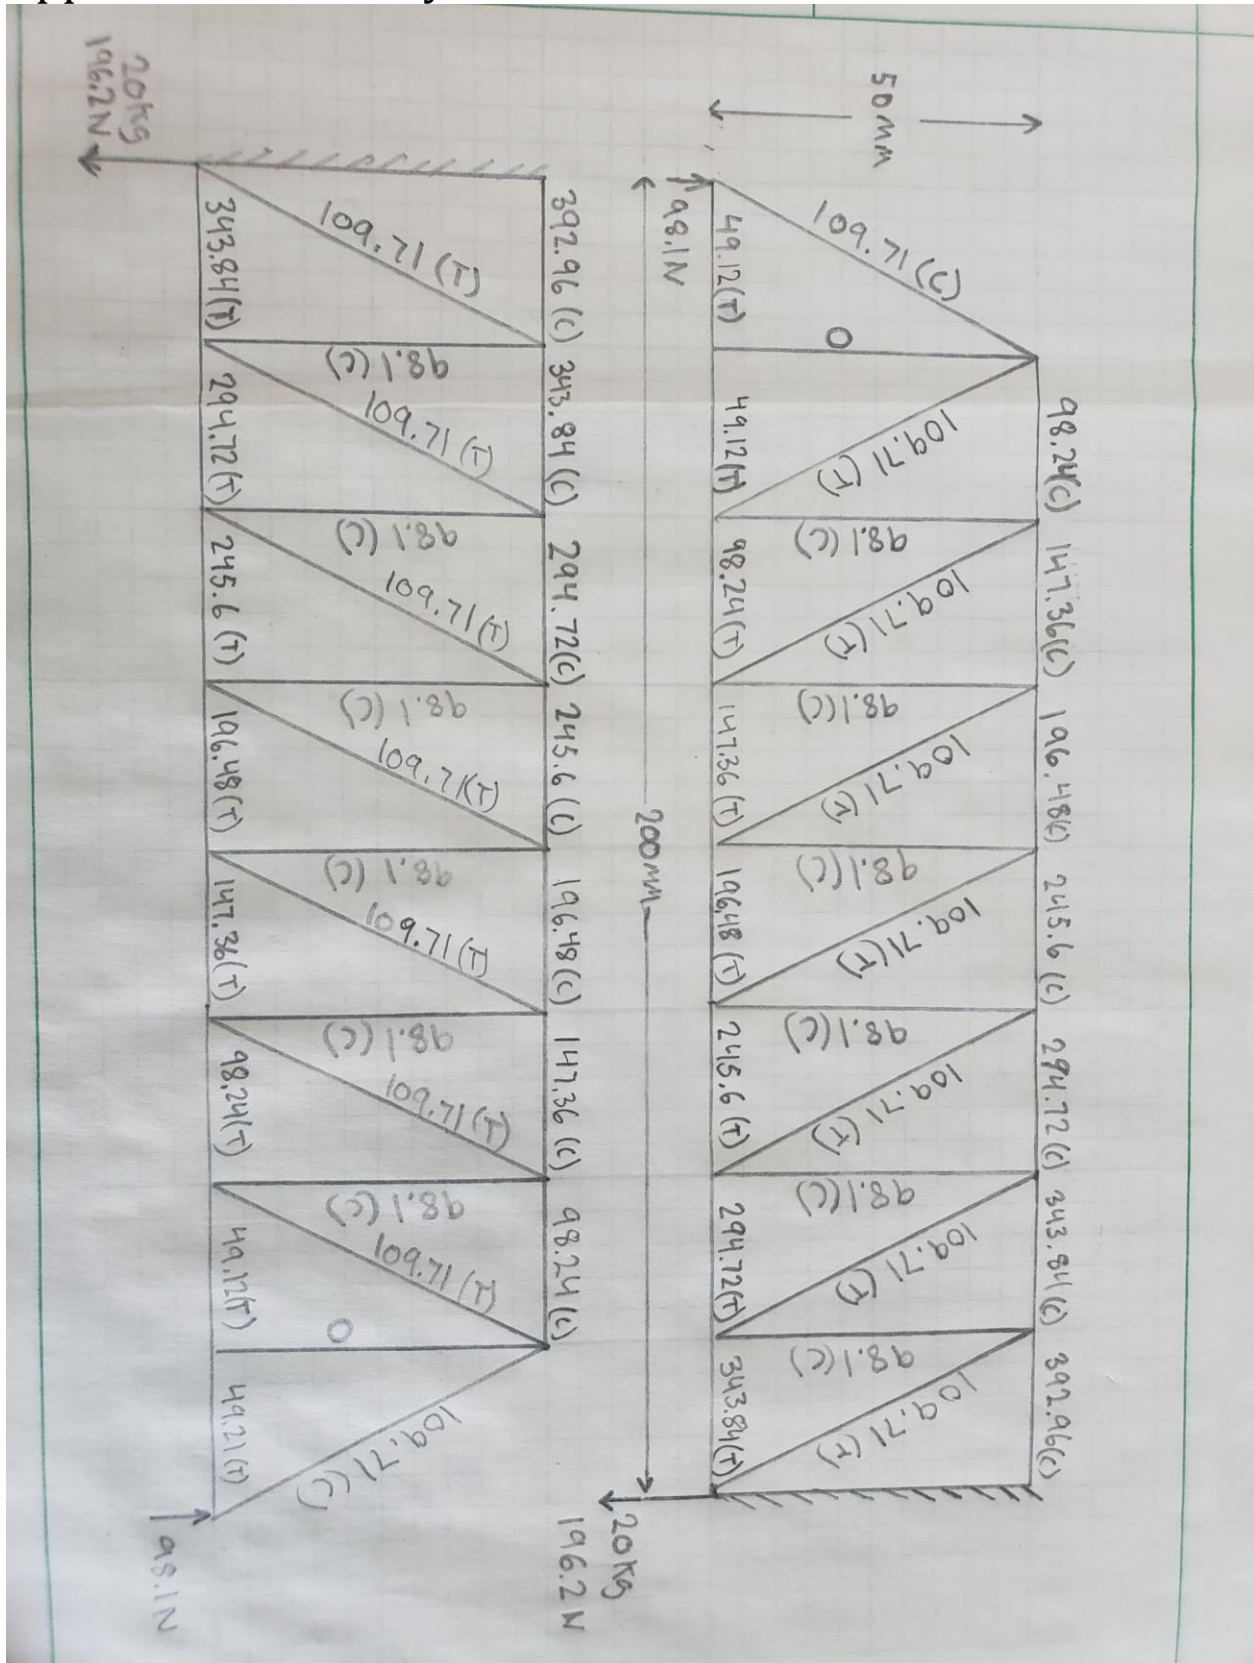 50mm
98.24(C)
147.36(C)
196.48(C)
245.6 (C)
294.72(C)
343.84(C)
392.96(C)
109.71(C)
0
109.71(T)
98.1(C)
109.71(T)
98.1(C)
109.71(T)
98.1(C)
109.71(T)
98.1(C)
109.71(T)
98.1(C)
109.71(T)
98.1(C)
109.71(T)
49.12(T)
49.12(T)
98.24(T)
147.36(T)
196.48 (T)
245.6 (T)
294.72(T)
343.84(T)
98.1N
200mm
20kg
196.2N
392.96 (C)
343.84 (C)
294.72(C)
245.6 (C)
196.48(C)
147.36 (C)
98.24(C)
109.71(T)
98.1(C)
109.71(T)
98.1(C)
109.71(T)
98.1(C)
109.71(T)
98.1(C)
109.71(T)
98.1(C)
109.71(T)
98.1(C)
109.71(T)
0
109.71(C)
343.84(T)
294.72(T)
245.6 (T)
196.48(T)
147.36(T)
98.24(T)
49.12(T)
49.21(T)
98.1N
20kg
196.2N